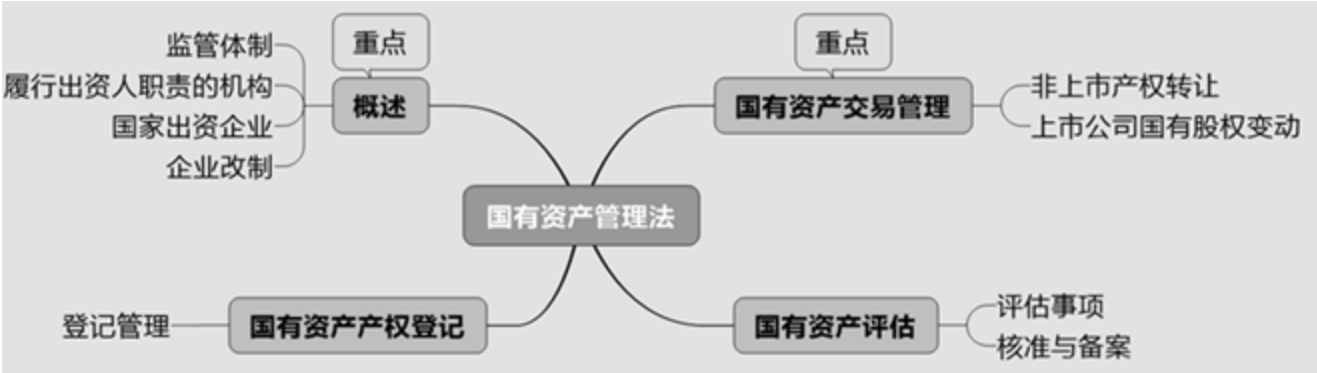 重点
概述
监管体制
履行出资人职责的机构
国家出资企业
企业改制
重点
国有资产交易管理
非上市产权转让
上市公司国有股权变动
国有资产管理法
国有资产产权登记
登记管理
国有资产评估
评估事项
核准与备案